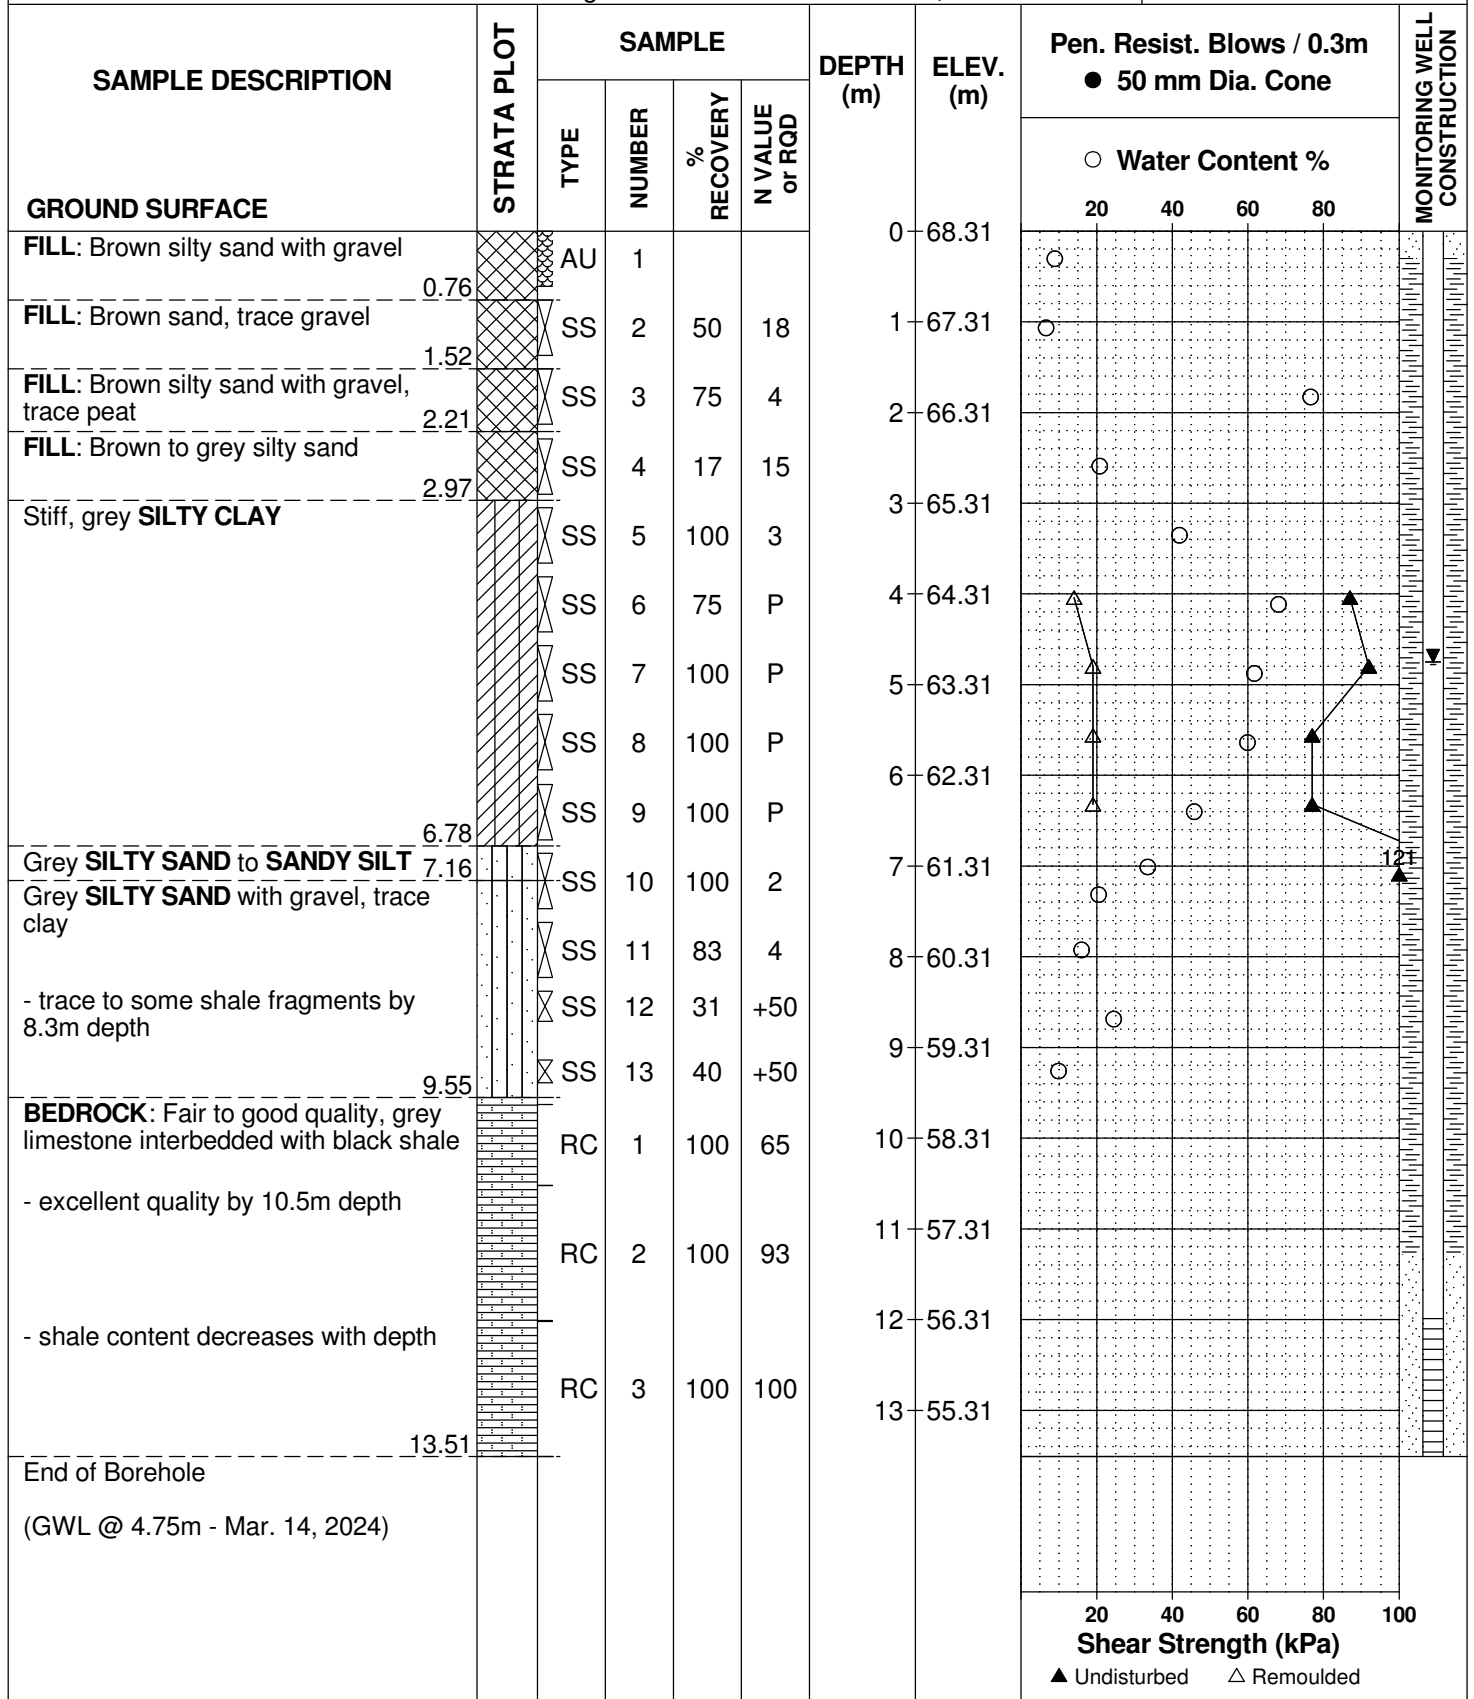 SAMPLE DESCRIPTION
STRATA PLOT
SAMPLE
TYPE
NUMBER
% RECOVERY
N VALUE or RQD
DEPTH (m)
ELEV. (m)
Pen. Resist. Blows / 0.3m
● 50 mm Dia. Cone
○ Water Content %
20 40 60 80
MONITORING WELL CONSTRUCTION
GROUND SURFACE
0 68.31
FILL: Brown silty sand with gravel
AU 1
0.76
FILL: Brown sand, trace gravel
SS 2 50 18
1 67.31
1.52
FILL: Brown silty sand with gravel,
trace peat
SS 3 75 4
2.21
2 66.31
FILL: Brown to grey silty sand
SS 4 17 15
2.97
3 65.31
Stiff, grey SILTY CLAY
SS 5 100 3
4 64.31
SS 6 75 P
SS 7 100 P
5 63.31
SS 8 100 P
6 62.31
SS 9 100 P
6.78
121
Grey SILTY SAND to SANDY SILT 7.16
7 61.31
SS 10 100 2
Grey SILTY SAND with gravel, trace
clay
SS 11 83 4
8 60.31
- trace to some shale fragments by
8.3m depth
SS 12 31 +50
9 59.31
SS 13 40 +50
9.55
BEDROCK: Fair to good quality, grey
limestone interbedded with black shale
RC 1 100 65
10 58.31
- excellent quality by 10.5m depth
11 57.31
RC 2 100 93
12 56.31
- shale content decreases with depth
RC 3 100 100
13 55.31
13.51
End of Borehole
(GWL @ 4.75m - Mar. 14, 2024)
20 40 60 80 100
Shear Strength (kPa)
▲ Undisturbed △ Remoulded